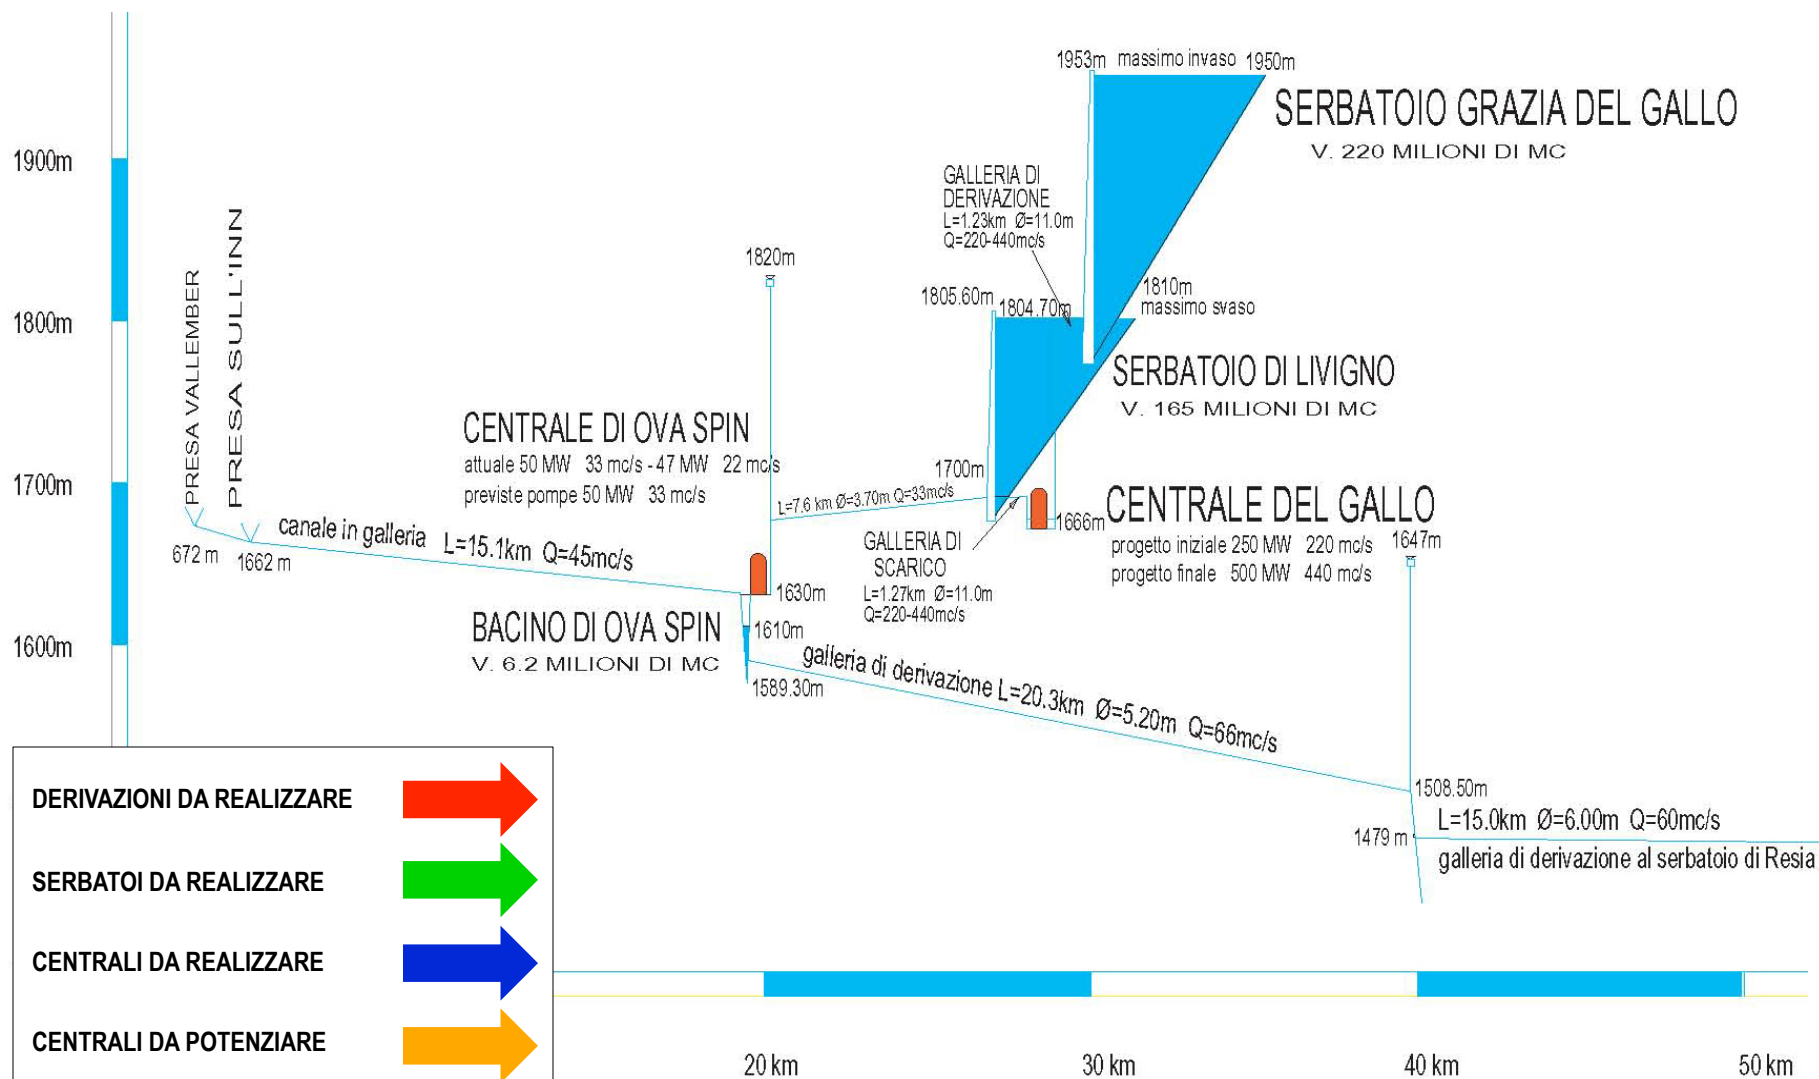 1953m massimo invaso 1950m
SERBATOIO GRAZIA DEL GALLO
V. 220 MILIONI DI MC
1900m
GALLERIA DI
DERIVAZIONE
L=1.23km Ø=11.0m
Q=220-440mc/s
PRESA VALLEMBER
PRESA SULL'INN
1820m
1810m
massimo svaso
1805.60m
1804.70m
1800m
SERBATOIO DI LIVIGNO
V. 165 MILIONI DI MC
CENTRALE DI OVA SPIN
attuale 50 MW 33 mc/s - 47 MW 22 mc/s
previste pompe 50 MW 33 mc/s
1700m
1700m
L=7.6 km Ø=3.70m Q=33mc/s
CENTRALE DEL GALLO
1666m
progetto iniziale 250 MW 220 mc/s
progetto finale 500 MW 440 mc/s
1647m
canale in galleria L=15.1km Q=45mc/s
672 m
1662 m
GALLERIA DI
SCARICO
L=1.27km Ø=11.0m
Q=220-440mc/s
1630m
BACINO DI OVA SPIN
V. 6.2 MILIONI DI MC
1610m
1600m
1589.30m
galleria di derivazione L=20.3km Ø=5.20m Q=66mc/s
1508.50m
1479 m
L=15.0km Ø=6.00m Q=60mc/s
galleria di derivazione al serbatoio di Resia
DERIVAZIONI DA REALIZZARE
SERBATOI DA REALIZZARE
CENTRALI DA REALIZZARE
CENTRALI DA POTENZIARE
20 km
30 km
40 km
50 km